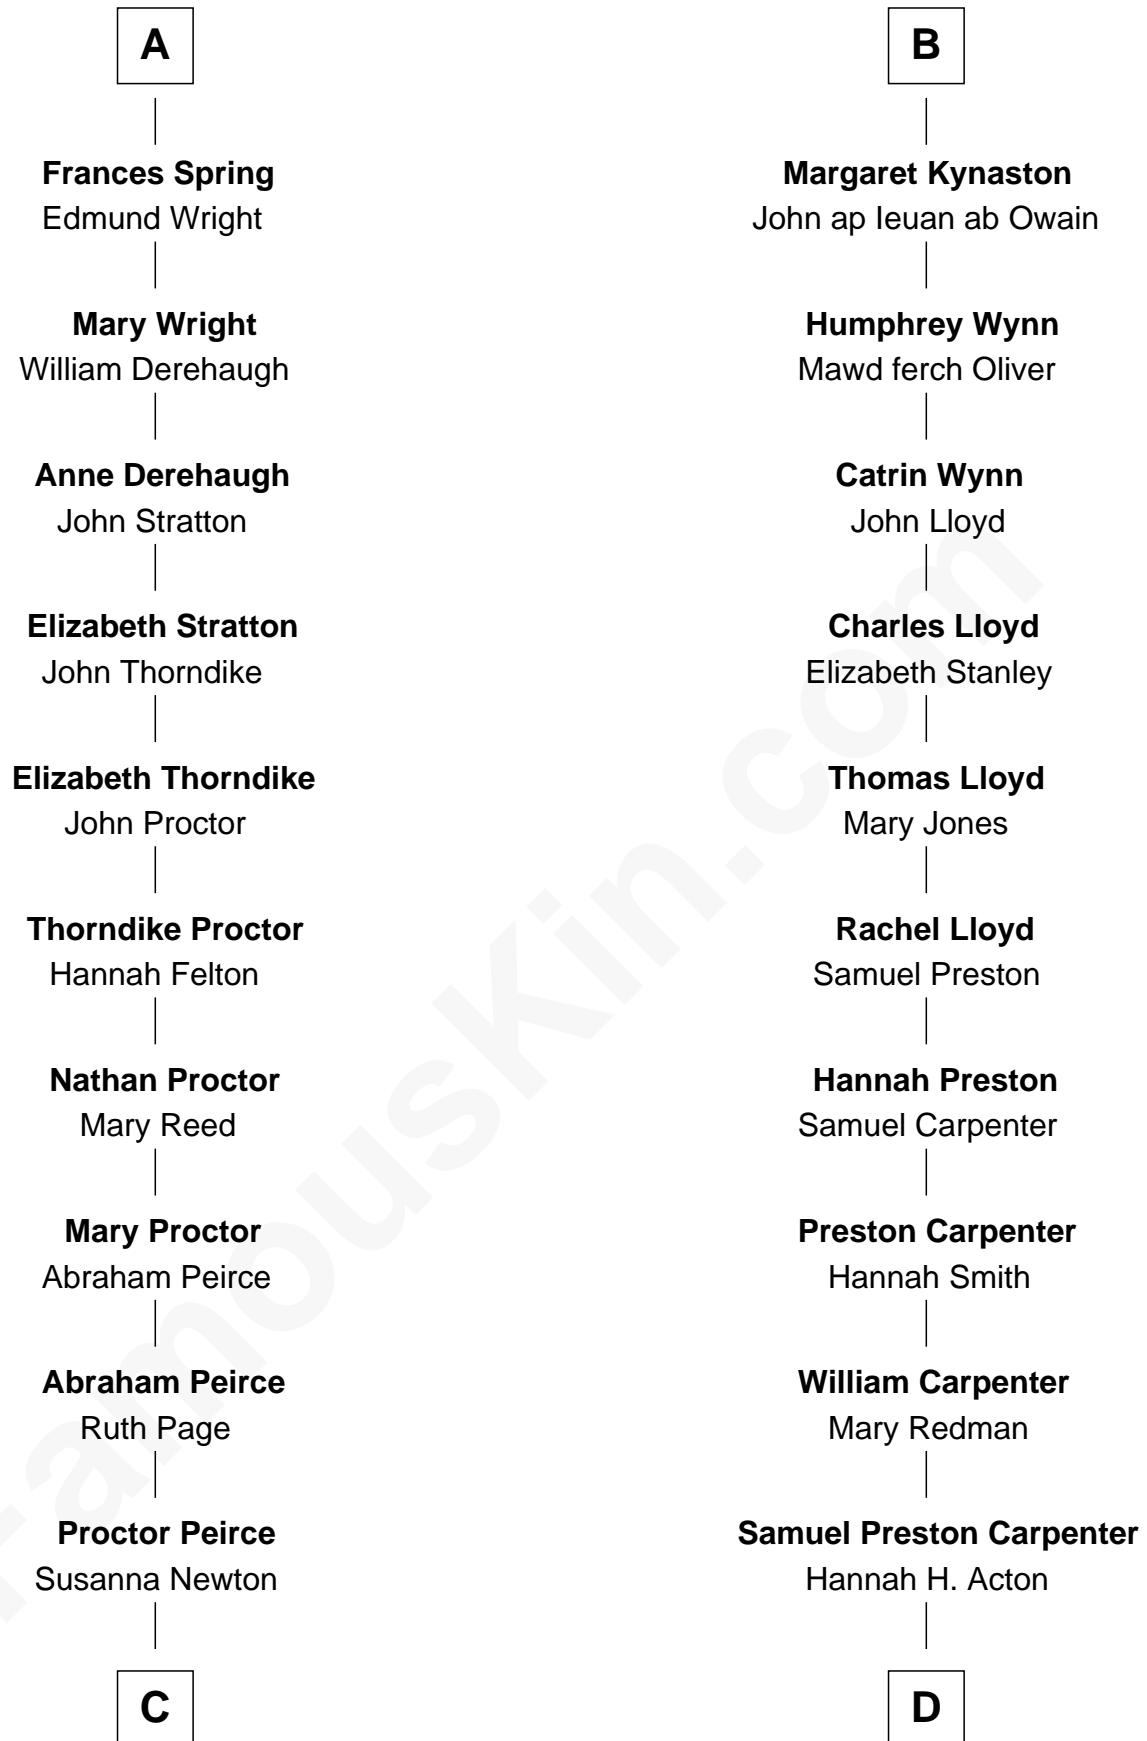 A
Frances Spring
Edmund Wright
Mary Wright
William Derehaugh
Anne Derehaugh
John Stratton
Elizabeth Stratton
John Thorndike
Elizabeth Thorndike
John Proctor
Thorndike Proctor
Hannah Felton
Nathan Proctor
Mary Reed
Mary Proctor
Abraham Peirce
Abraham Peirce
Ruth Page
Proctor Peirce
Susanna Newton
C
B
Margaret Kynaston
John ap Ieuan ab Owain
Humphrey Wynn
Mawd ferch Oliver
Catrin Wynn
John Lloyd
Charles Lloyd
Elizabeth Stanley
Thomas Lloyd
Mary Jones
Rachel Lloyd
Samuel Preston
Hannah Preston
Samuel Carpenter
Preston Carpenter
Hannah Smith
William Carpenter
Mary Redman
Samuel Preston Carpenter
Hannah H. Acton
D
FamousKin.com